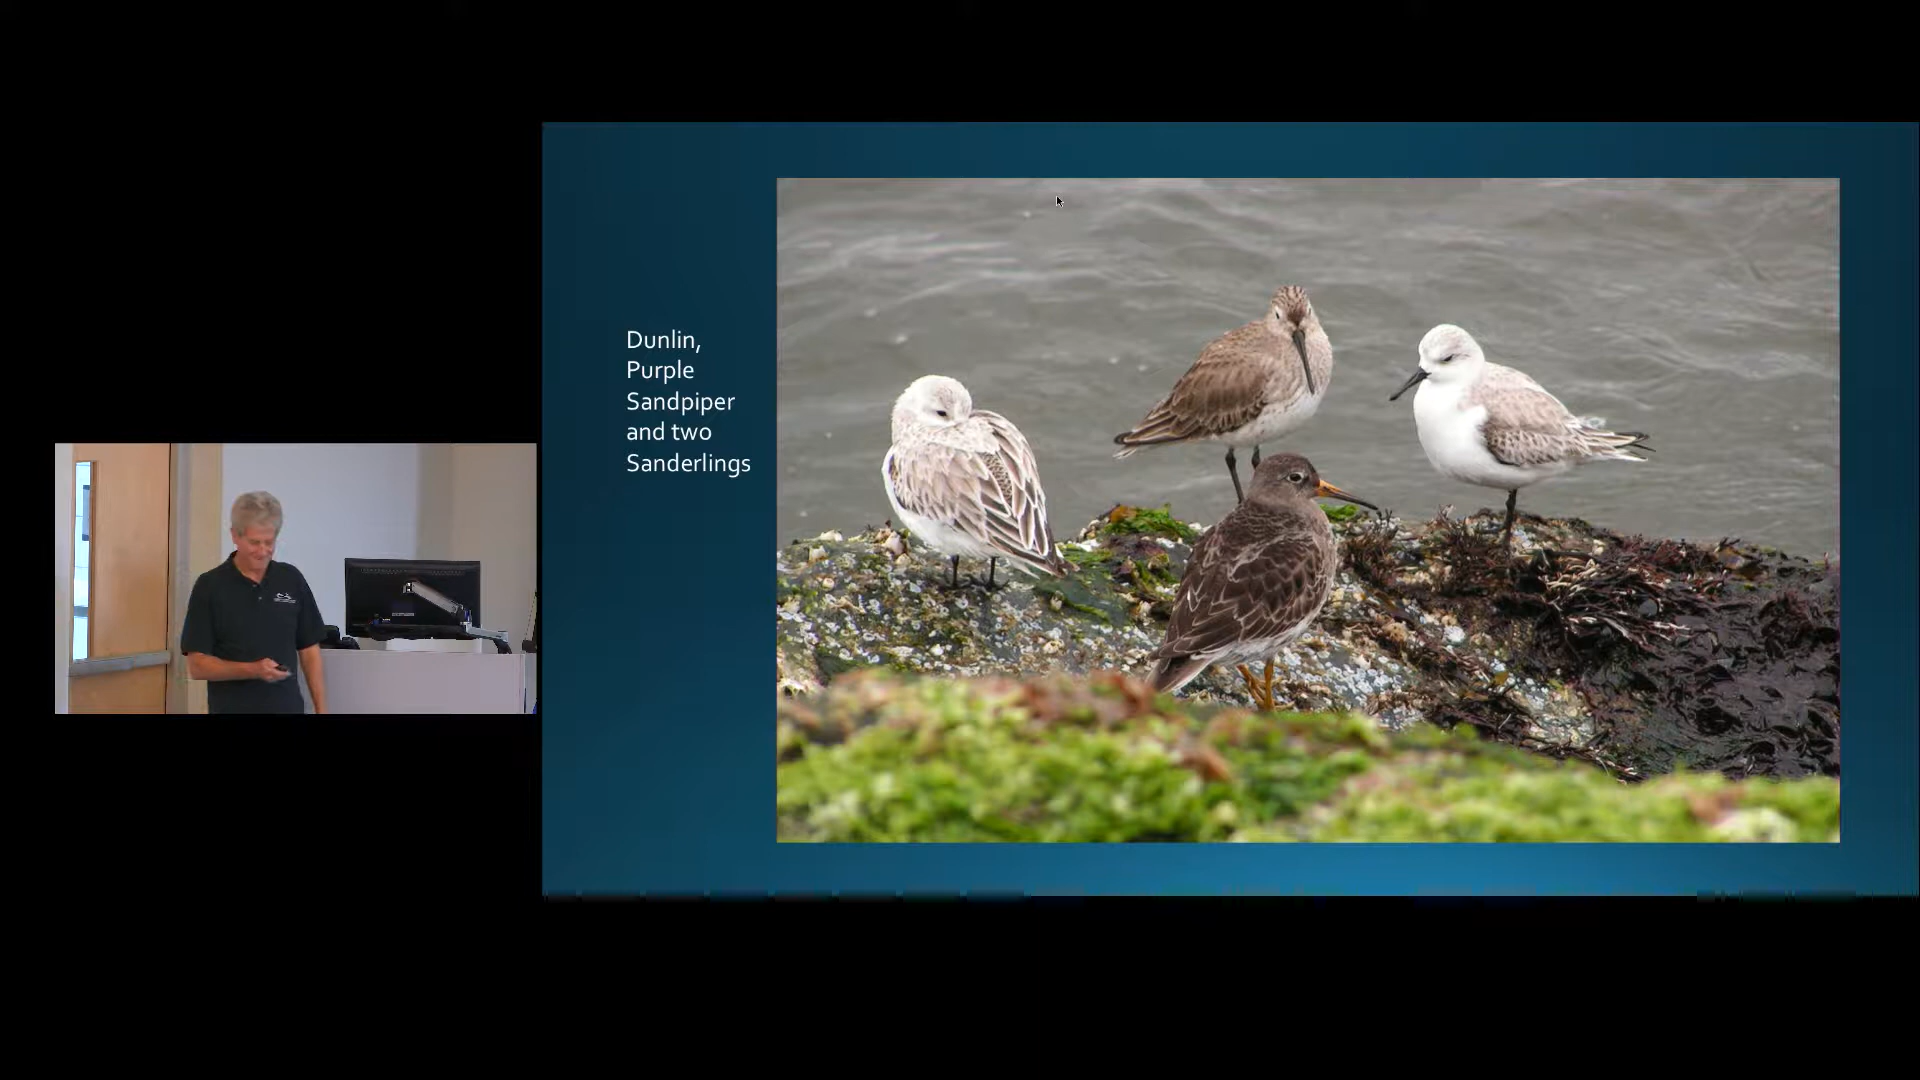 Dunlin,
Purple
Sandpiper
and two
Sanderlings